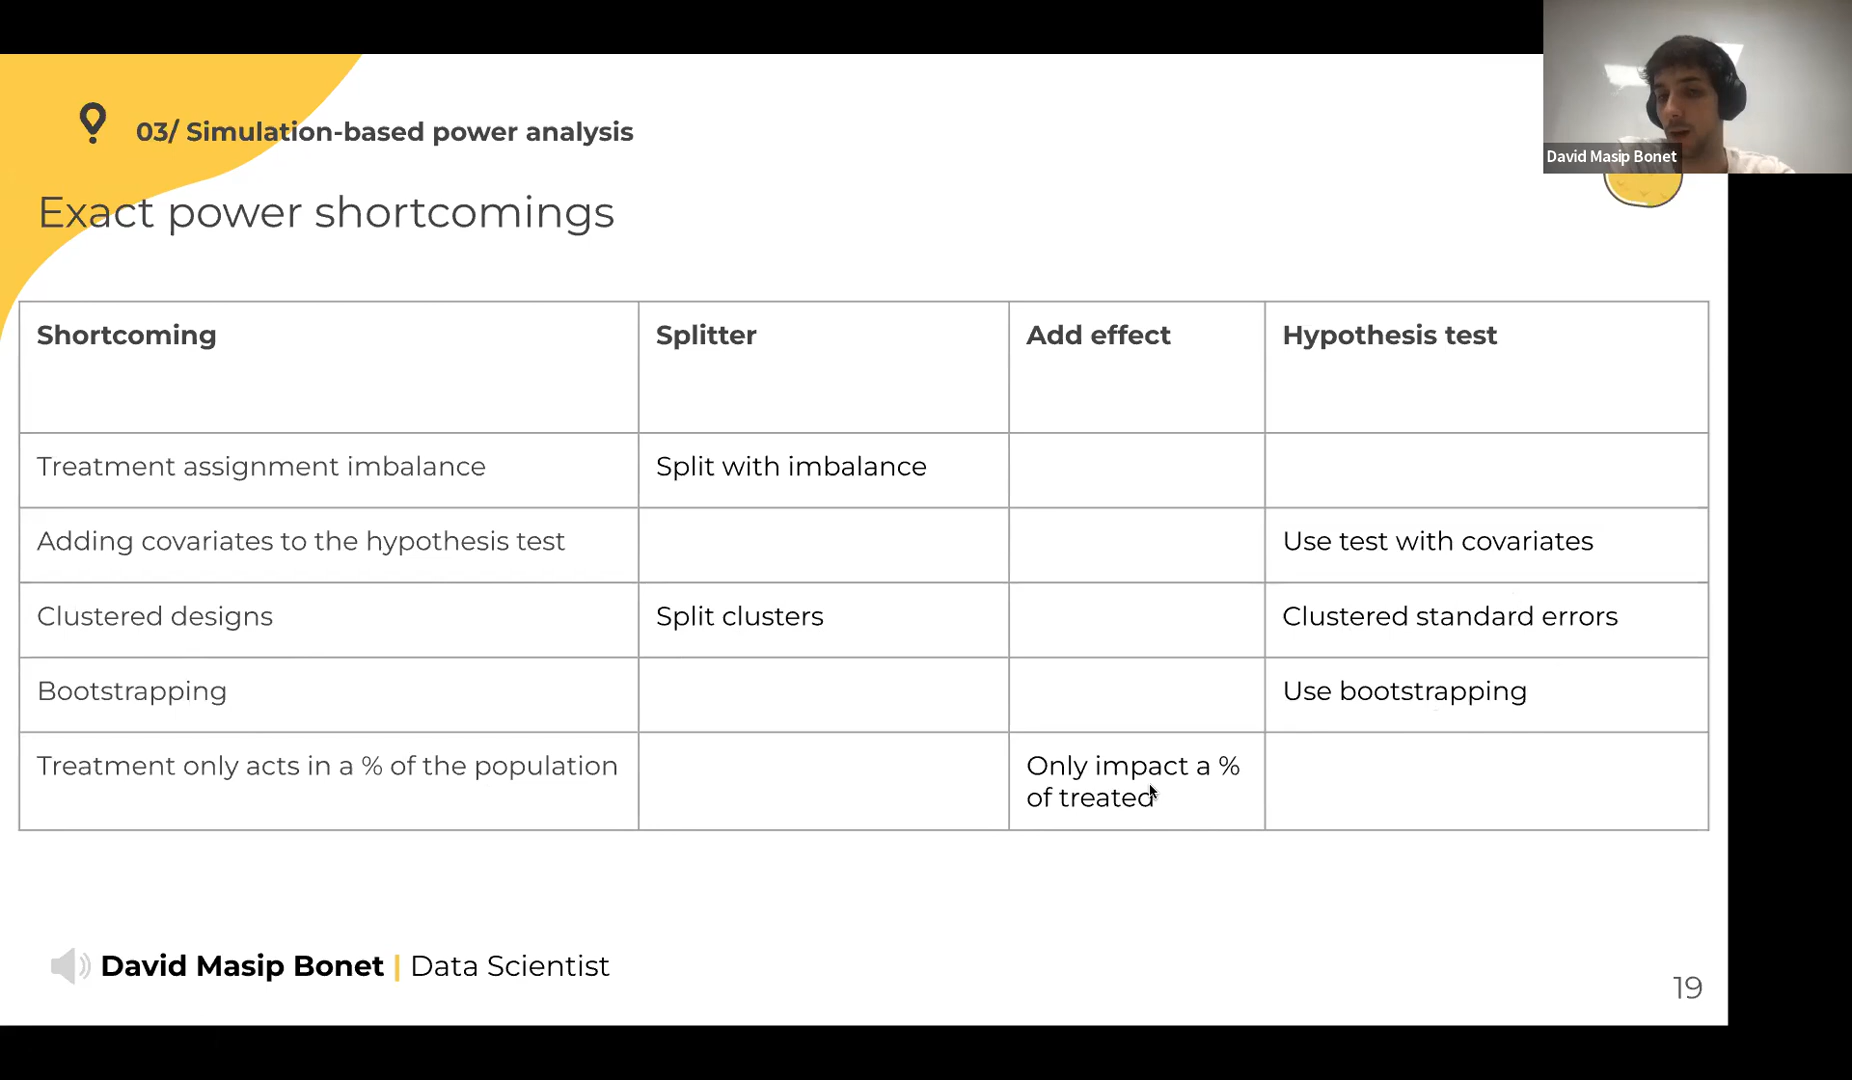 David Masip Bonet
03/ Simulation-based power analysis
Exact power shortcomings
Shortcoming
Splitter
Add effect
Hypothesis test
Treatment assignment imbalance
Split with imbalance
Adding covariates to the hypothesis test
Use test with covariates
Clustered designs
Split clusters
Clustered standard errors
Bootstrapping
Use bootstrapping
Treatment only acts in a % of the population
Only impact a %
of treated
David Masip Bonet | Data Scientist
19